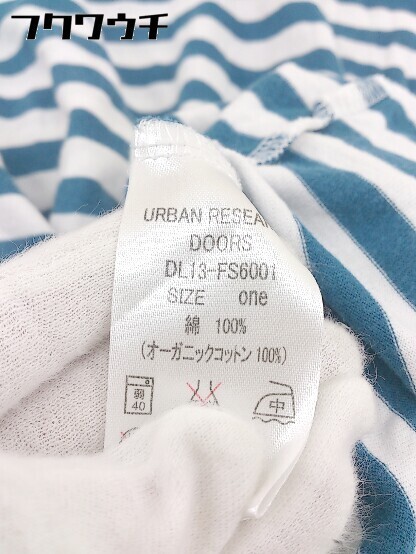 フクワウチ
URBAN RESEA
DOORS
DL13-FS6001
SIZE one
綿 100%
(オーガニックコットン 100%)
弱
40
中